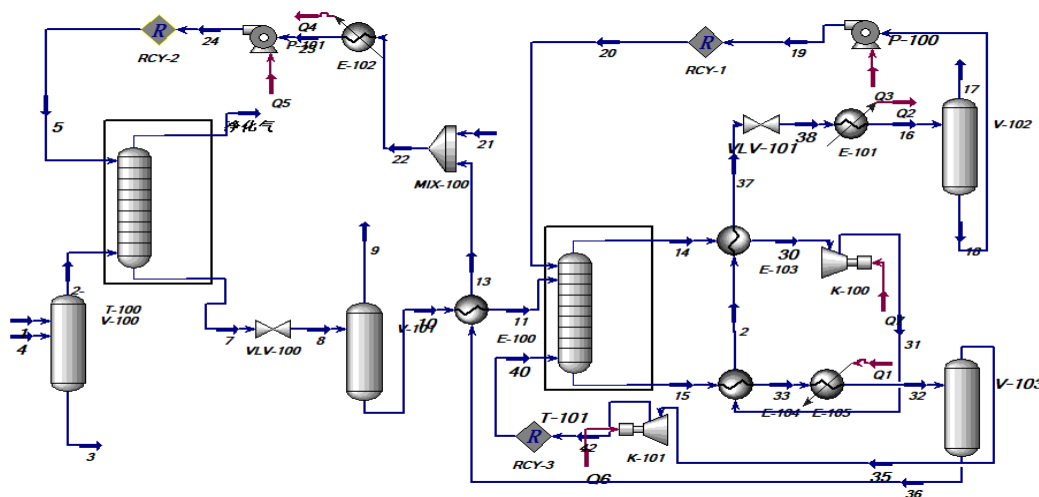 Q4
24
R
RCY-2
P-101
23
E-102
Q5
5
净化气
22
21
MIX-100
20
R
RCY-1
19
P-100
Q3
Q2
17
V-102
VLV-101
38
E-101
16
18
37
9
13
14
30
E-103
K-100
31
2-
T-100
V-100
1
4
7
VLV-100
8
V-101
10
E-100
11
40
2
15
33
E-104
E-105
Q1
32
V-103
3
T-101
R
RCY-3
42
K-101
Q6
35
36